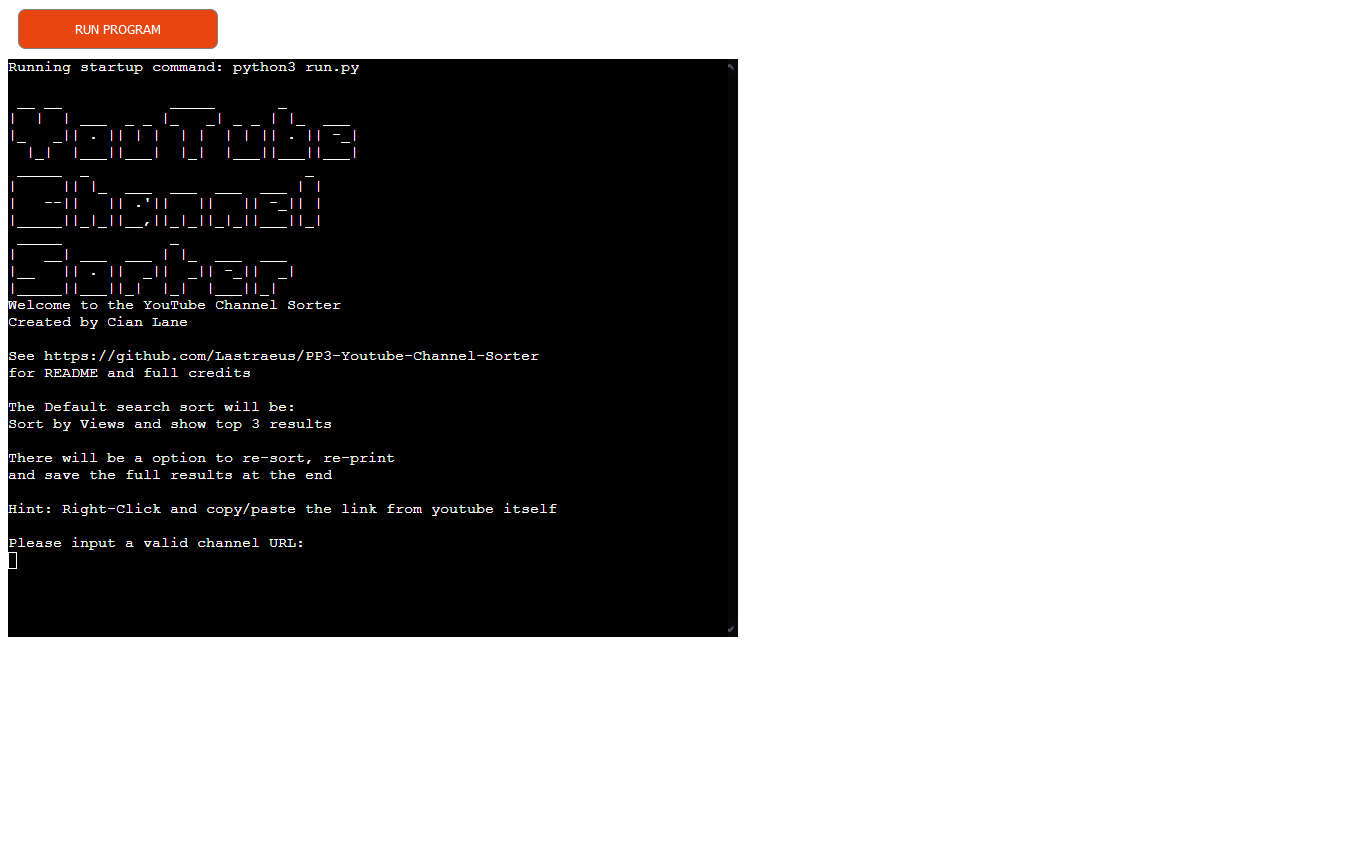 RUN PROGRAM
Running startup command: python3 run.py
YouTube
Channel
Sorter
Welcome to the YouTube Channel Sorter
Created by Cian Lane
See https://github.com/Lastraeus/PP3-Youtube-Channel-Sorter
for README and full credits
The Default search sort will be:
Sort by Views and show top 3 results
There will be a option to re-sort, re-print
and save the full results at the end
Hint: Right-Click and copy/paste the link from youtube itself
Please input a valid channel URL: